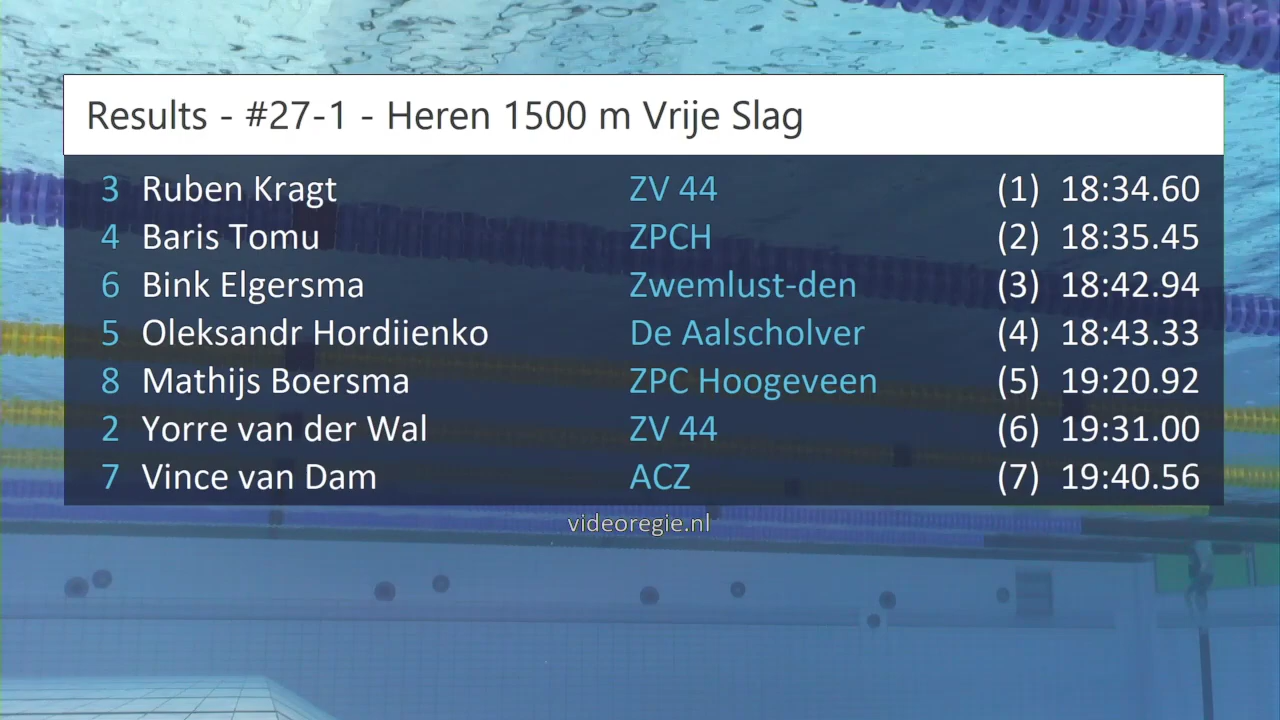 Results - #27-1 - Heren 1500 m Vrije Slag
3 Ruben Kragt ZV 44 (1) 18:34.60
4 Baris Tomu ZPCH (2) 18:35.45
6 Bink Elgersma Zwemlust-den (3) 18:42.94
5 Oleksandr Hordiienko De Aalscholver (4) 18:43.33
8 Mathijs Boersma ZPC Hoogeveen (5) 19:20.92
2 Yorre van der Wal ZV 44 (6) 19:31.00
7 Vince van Dam ACZ (7) 19:40.56
videoregie.nl